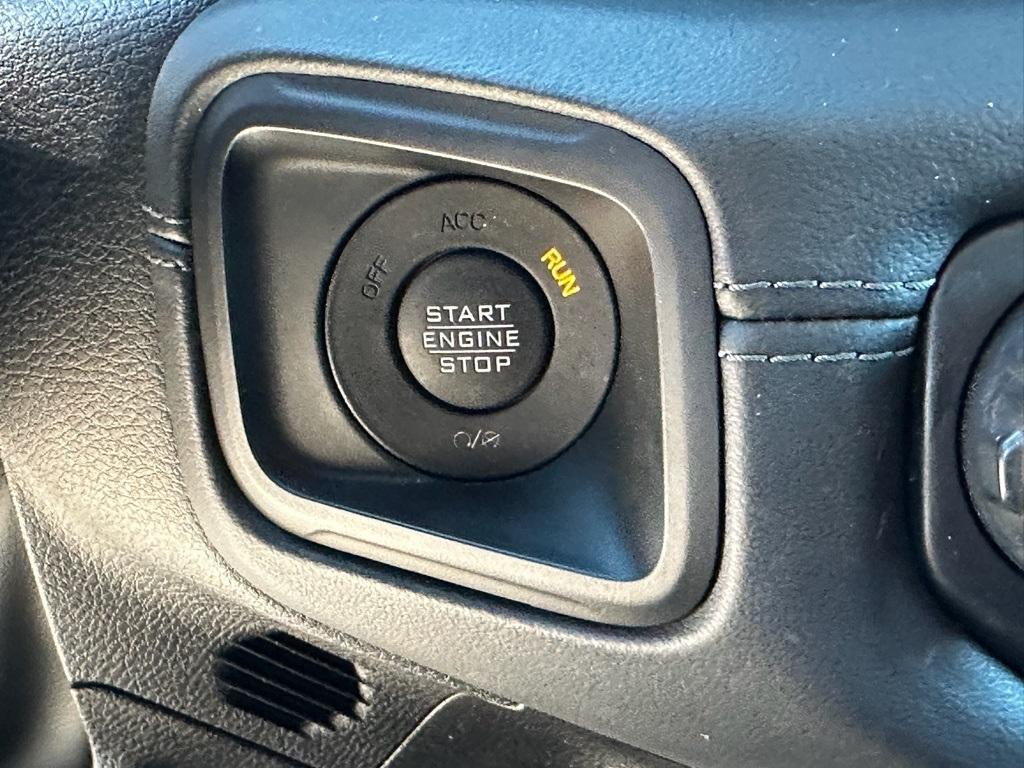 ACC
OFF
RUN
START
ENGINE
STOP